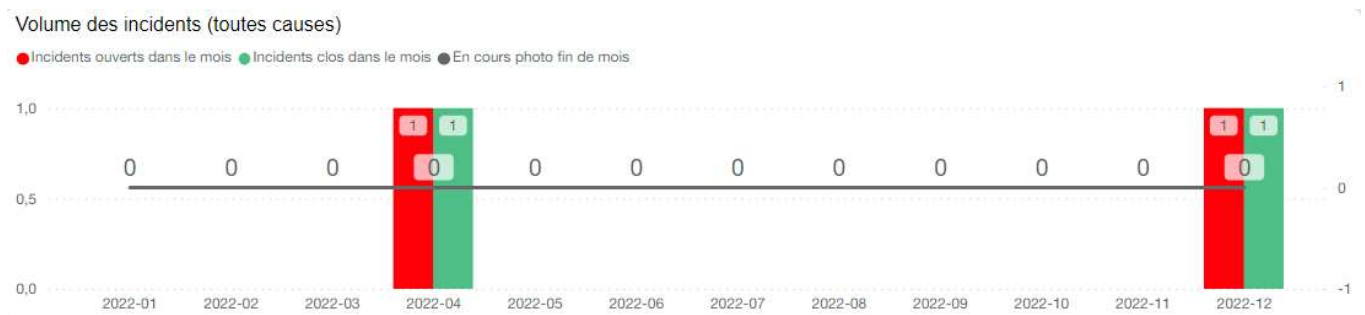 Volume des incidents (toutes causes)
Incidents ouverts dans le mois Incidents clos dans le mois En cours photo fin de mois
1
1,0
1 1 1 1
0 0 0 0 0 0 0 0 0 0 0 0
0,5 0
0,0 -1
2022-01 2022-02 2022-03 2022-04 2022-05 2022-06 2022-07 2022-08 2022-09 2022-10 2022-11 2022-12